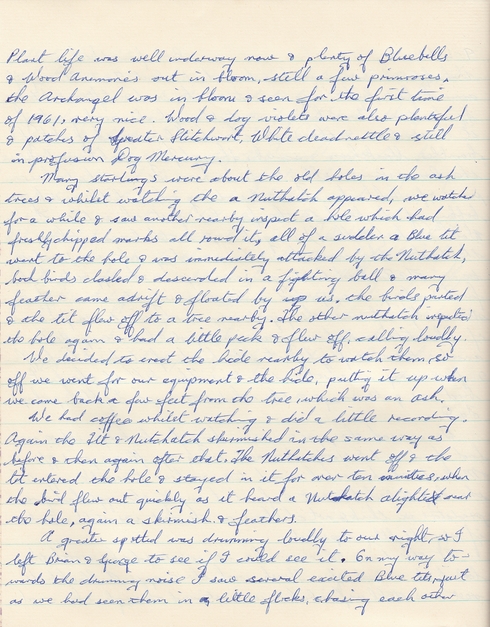 Plant life was well underway now & plenty of Bluebells
& Wood Anemone's out in bloom, still a few primroses,
the Archangel was in bloom & seen for the first time
of 1961, very nice. Wood & dog violets were also plentiful
& patches of Greater Stitchwort, White deadnettle & still
in profusion Dog Mercury.
Many starlings were about the old holes in the ash
trees & whilst watching the a Nuthatch appeared, we watched
for a while & saw another nearby inspect a hole which had
freshly chipped marks all round it, all of a sudden a Blue tit
went to the hole & was immediately attacked by the Nuthatch,
both birds clashed & descended in a fighting ball & many
feather came adrift & floated by us, the birds parted
& the tit flew off to a tree nearby. The other nuthatch inspected
the hole again & had a little peck & flew off, calling loudly.
We decided to erect the hide nearby to watch them, so
off we went for our equipment & the hide, putting it up when
we came back a few feet from the tree, which was an ash.
We had coffee whilst watching & did a little recording.
Again the tit & Nuthatch skirmished in the same way as
before & then again after that. The Nuthatches went off & the
tit entered the hole & stayed in it for over ten minutes, when
the bird flew out quickly as it heard a Nuthatch alighted near
the hole, again a skirmish & feathers.
A greater spotted was drumming loudly to our right, so I
left Brian & George to see if I could see it. On my way to-
wards the drumming noise I saw several excited Blue tits, just
as we had seen them in a little flocks, chasing each other